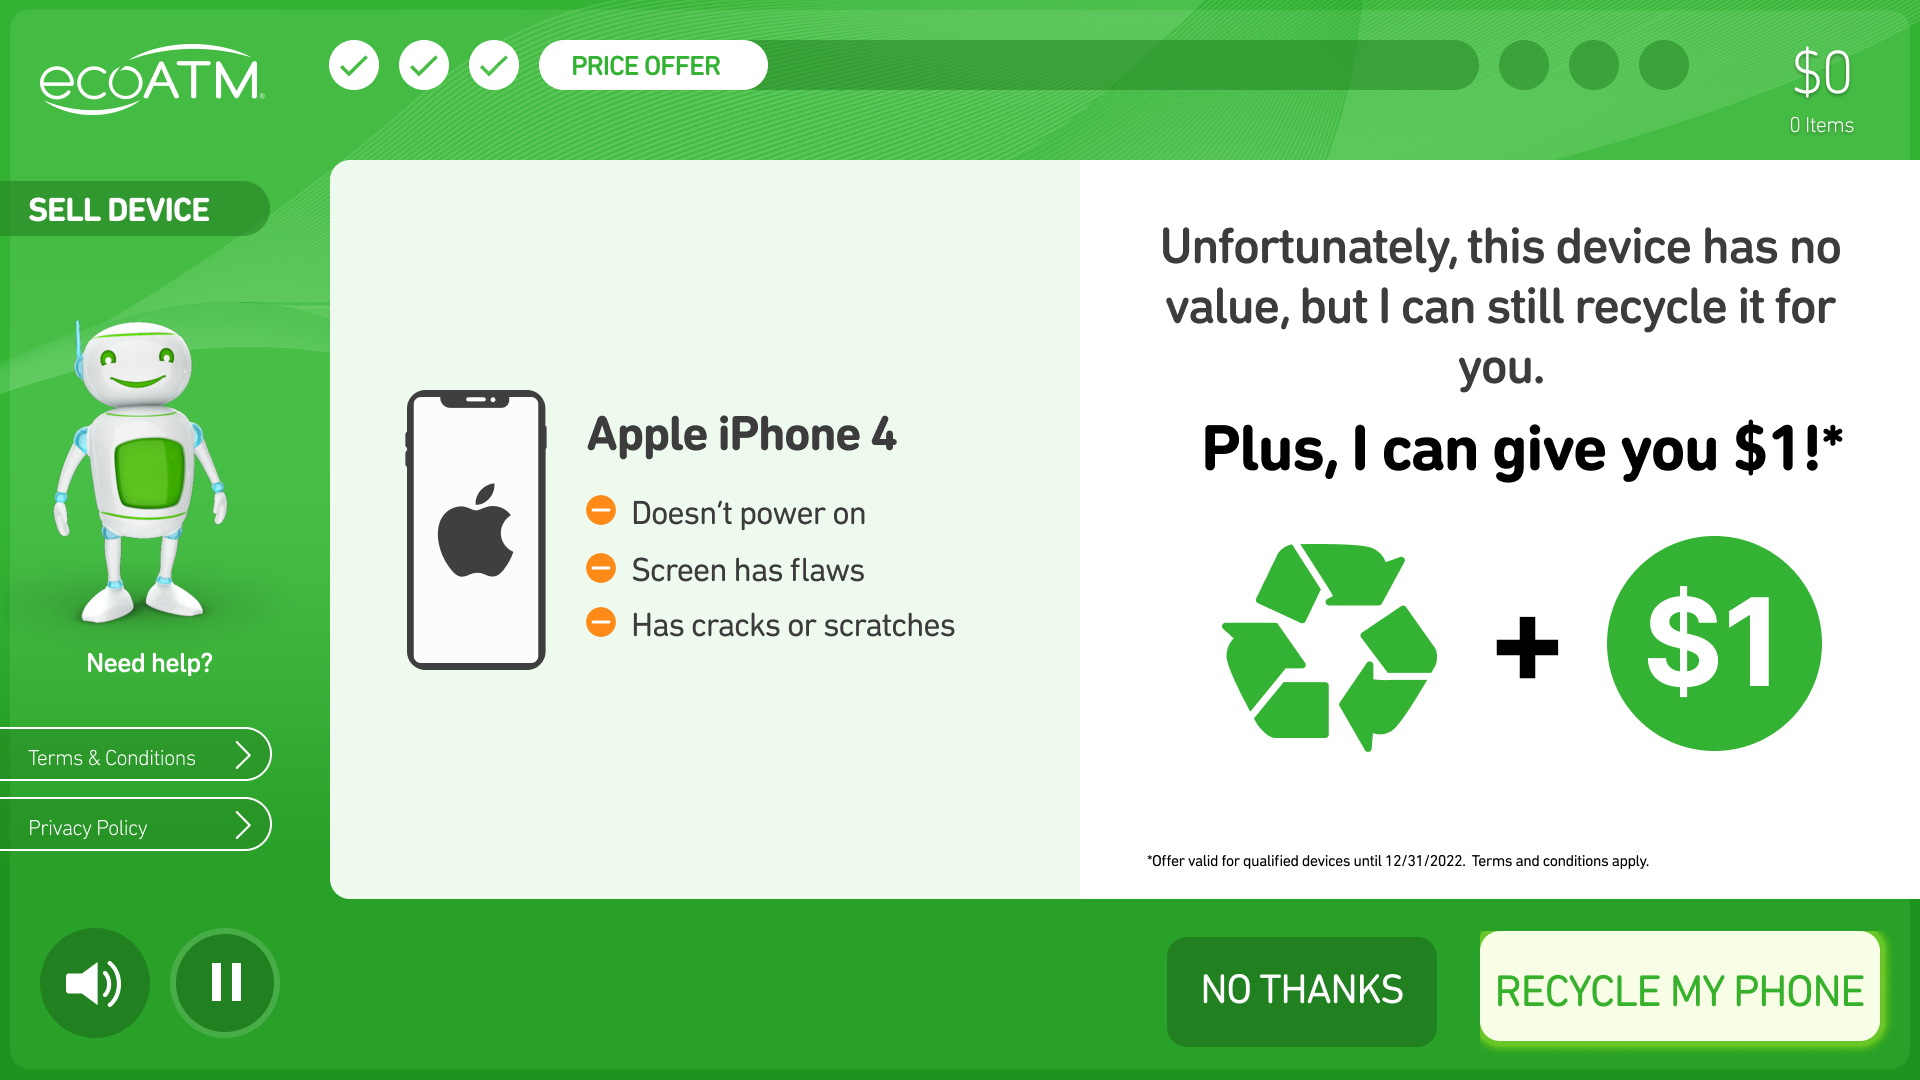 ecoATM®
PRICE OFFER
$0
0 Items
SELL DEVICE
Need help?
Terms & Conditions
Privacy Policy
Apple iPhone 4
Doesn't power on
Screen has flaws
Has cracks or scratches
Unfortunately, this device has no
value, but I can still recycle it for
you.
Plus, I can give you $1!*
+ $1
*Offer valid for qualified devices until 12/31/2022. Terms and conditions apply.
NO THANKS
RECYCLE MY PHONE